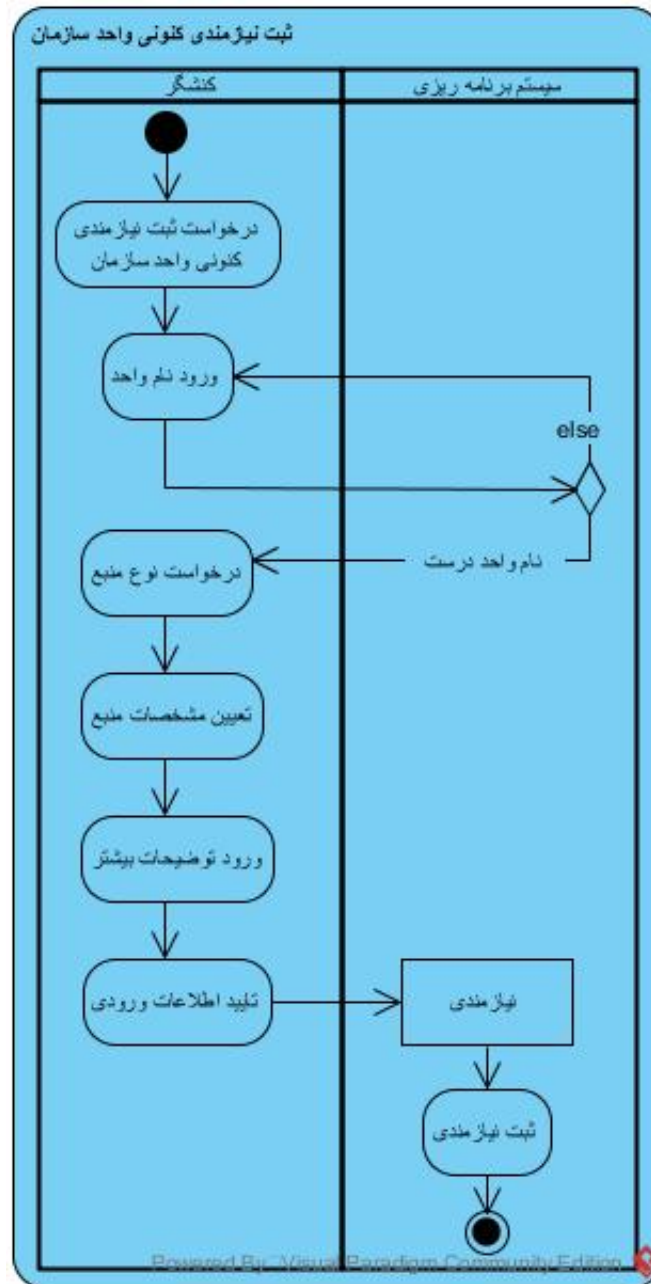 ثبت نیازمندی کنونی واحد سازمان
کنشگر
سیستم برنامه ریزی
درخواست ثبت نیازمندی
کنونی واحد سازمان
ورود نام واحد
else
نام واحد درست
درخواست نوع منبع
تعیین مشخصات منبع
ورود توضیحات بیشتر
تایید اطلاعات ورودی
نیازمندی
ثبت نیازمندی
Powered By Visual Paradigm Community Edition